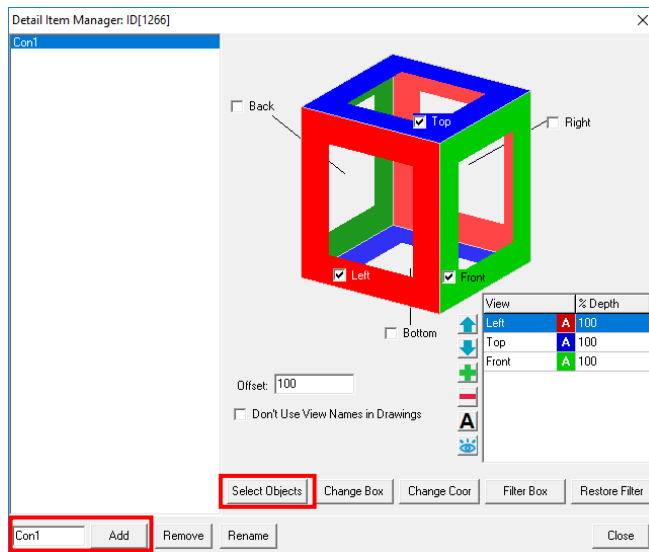 Detail Item Manager: ID[1266]
Con1
Back
Top
Right
Left
Front
Bottom
View % Depth
Left A 100
Top A 100
Front A 100
A
Offset: 100
Don't Use View Names in Drawings
Select Objects Change Box Change Coor Filter Box Restore Filter
Con1 Add Remove Rename Close